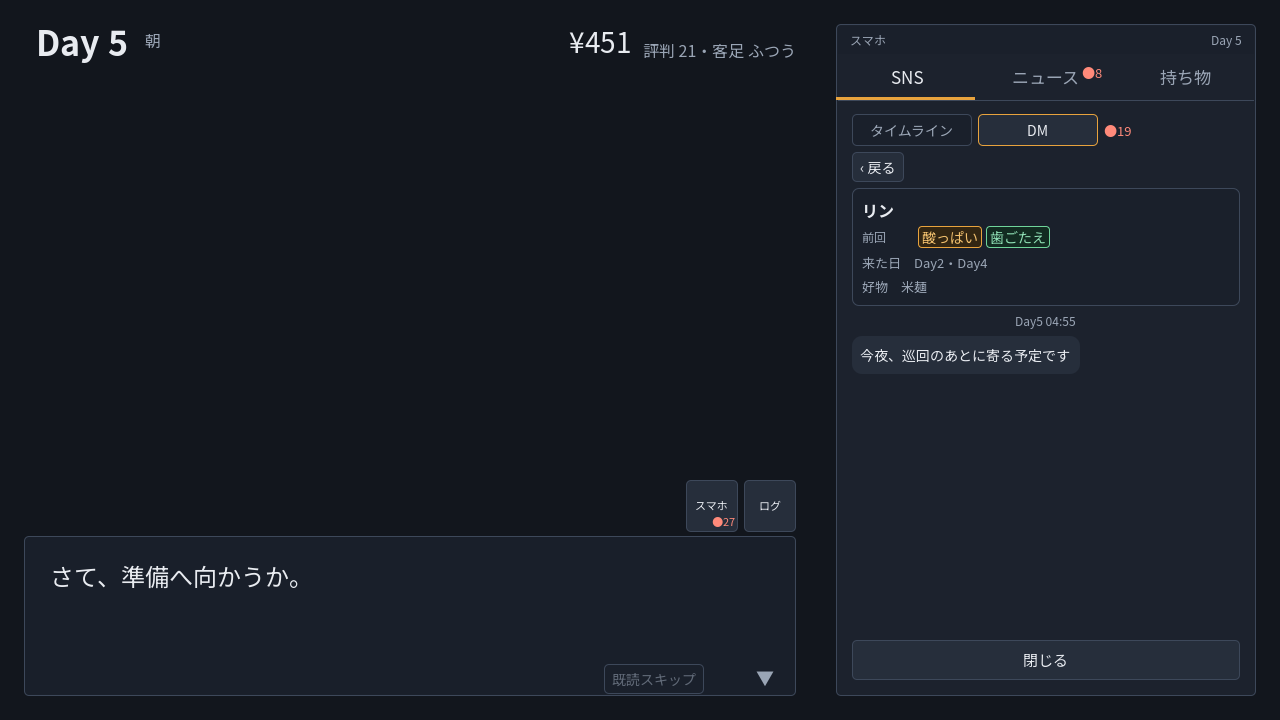 Day 5 朝
¥451 評判 21・客足 ふつう
スマホ Day 5
SNS ニュース 8 持ち物
タイムライン DM 19
‹ 戻る
リン
前回 酸っぱい 歯ごたえ
来た日 Day2・Day4
好物 米麺
Day5 04:55
今夜、巡回のあとに寄る予定です
スマホ 27 ログ
さて、準備へ向かうか。
既読スキップ ▼
閉じる